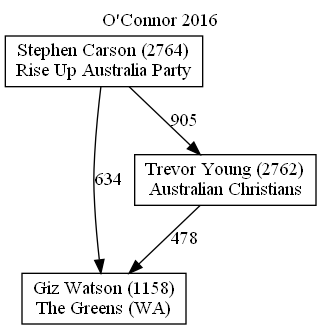 O'Connor 2016
Stephen Carson (2764)
Rise Up Australia Party
905
Trevor Young (2762)
Australian Christians
634
478
Giz Watson (1158)
The Greens (WA)